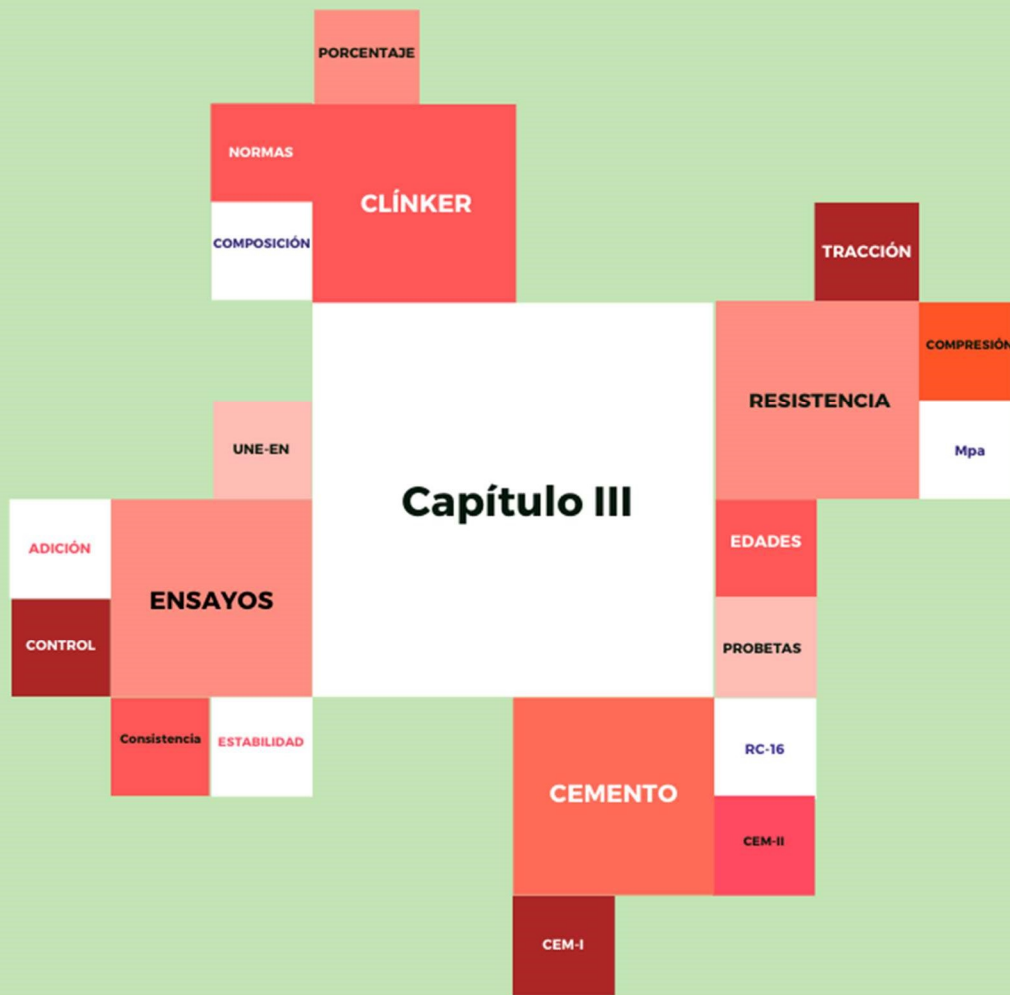 PORCENTAJE
NORMAS
CLÍNKER
COMPOSICIÓN
TRACCIÓN
COMPRESIÓN
RESISTENCIA
Mpa
UNE-EN
Capítulo III
ADICIÓN
EDADES
ENSAYOS
CONTROL
PROBETAS
Consistencia
ESTABILIDAD
RC-16
CEMENTO
CEM-II
CEM-I